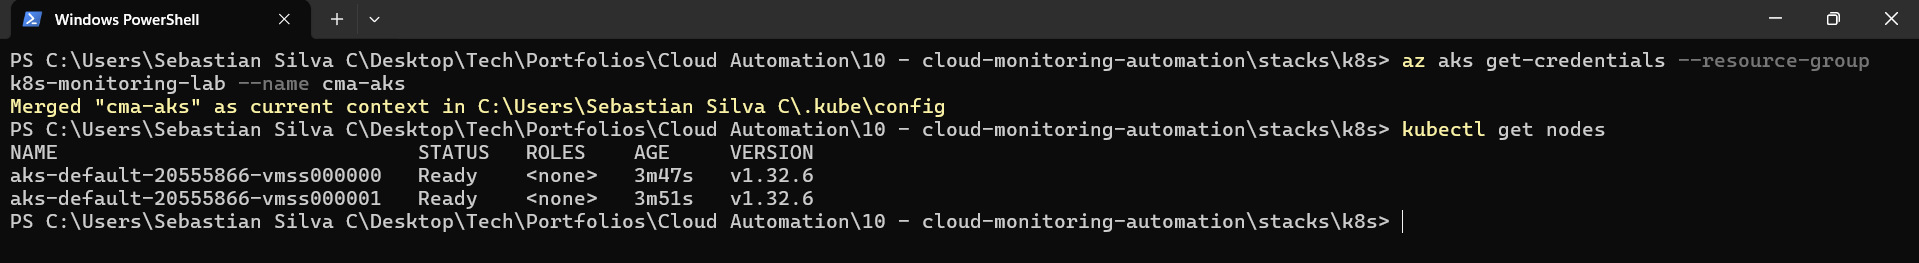 Windows PowerShell
PS C:\Users\Sebastian Silva C\Desktop\Tech\Portfolios\Cloud Automation\10 - cloud-monitoring-automation\stacks\k8s> az aks get-credentials --resource-group
k8s-monitoring-lab --name cma-aks
Merged "cma-aks" as current context in C:\Users\Sebastian Silva C\.kube\config
PS C:\Users\Sebastian Silva C\Desktop\Tech\Portfolios\Cloud Automation\10 - cloud-monitoring-automation\stacks\k8s> kubectl get nodes
NAME STATUS ROLES AGE VERSION
aks-default-20555866-vmss000000 Ready <none> 3m47s v1.32.6
aks-default-20555866-vmss000001 Ready <none> 3m51s v1.32.6
PS C:\Users\Sebastian Silva C\Desktop\Tech\Portfolios\Cloud Automation\10 - cloud-monitoring-automation\stacks\k8s>